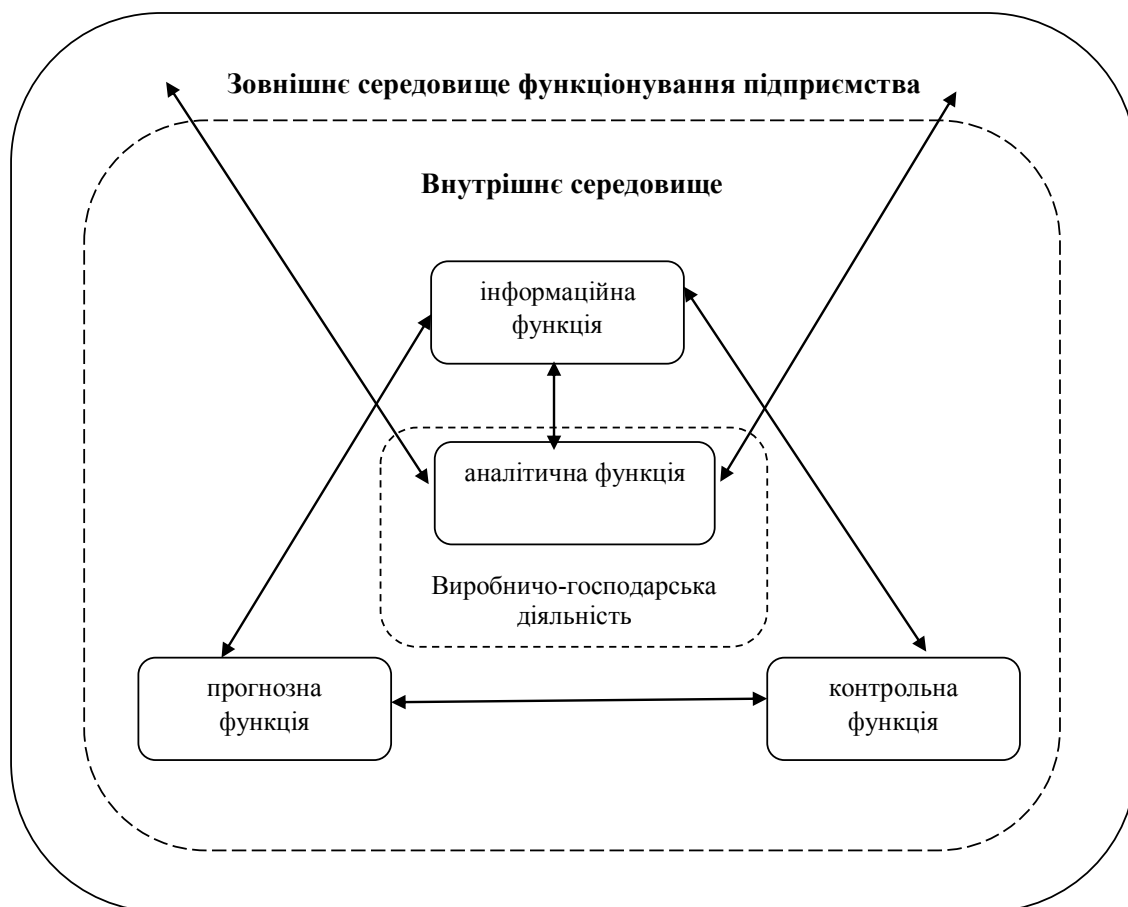 Зовнішнє середовище функціонування підприємства
Внутрішнє середовище
інформаційна
функція
аналітична функція
Виробничо-господарська
діяльність
прогнозна
функція
контрольна
функція